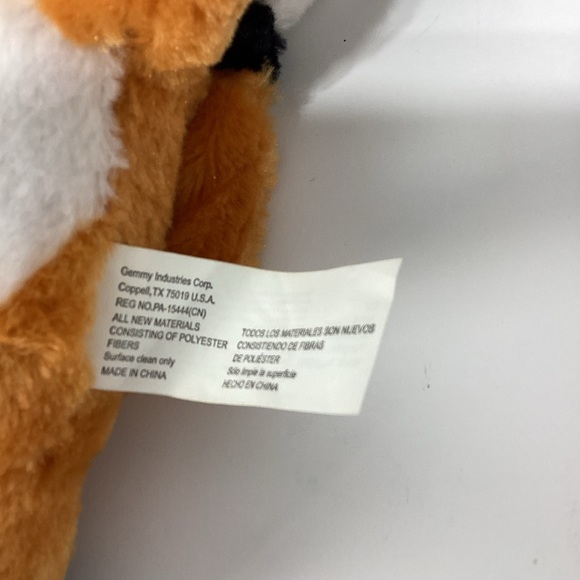 Gemmy Industries Corp.
Coppell,TX 75019 U.S.A.
REG NO.PA-15444(CN)
ALL NEW MATERIALS
CONSISTING OF POLYESTER
FIBERS
Surface clean only
MADE IN CHINA
TODOS LOS MATERIALES SON NUEVOS
CONSISTIENDO DE FIBRAS
DE POLIÉSTER
Sólo limpie la superficie
HECHO EN CHINA